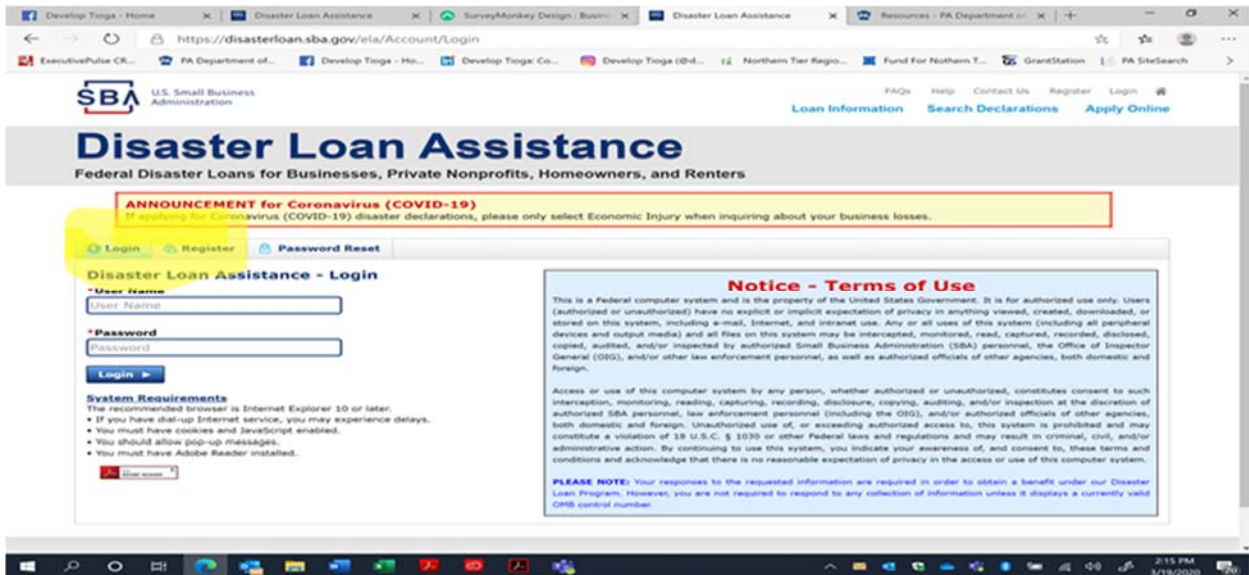 Develop Tioga - Home
Disaster Loan Assistance
SurveyMonkey Design : Busin
Disaster Loan Assistance
Resources - PA Department of
https://disasterloan.sba.gov/ela/Account/Login
ExecutivePulse CR...
PA Department of...
Develop Tioga - Ho...
Develop Tioga: Co...
Develop Tioga (@d...
Northern Tier Regio...
Fund For Nothern T...
GrantStation
PA SiteSearch
SBA
U.S. Small Business
Administration
FAQs Help Contact Us Register Login
Loan Information Search Declarations Apply Online
Disaster Loan Assistance
Federal Disaster Loans for Businesses, Private Nonprofits, Homeowners, and Renters
ANNOUNCEMENT for Coronavirus (COVID-19)
If applying for Coronavirus (COVID-19) disaster declarations, please only select Economic Injury when inquiring about your business losses.
Login Register Password Reset
Disaster Loan Assistance - Login
*User Name
User Name
*Password
Password
Login
System Requirements
The recommended browser is Internet Explorer 10 or later.
• If you have dial-up Internet service, you may experience delays.
• You must have cookies and JavaScript enabled.
• You should allow pop-up messages.
• You must have Adobe Reader installed.
Notice - Terms of Use
This is a Federal computer system and is the property of the United States Government. It is for authorized use only. Users
(authorized or unauthorized) have no explicit or implicit expectation of privacy in anything viewed, created, downloaded, or
stored on this system, including e-mail, Internet, and intranet use. Any or all uses of this system (including all peripheral
devices and output media) and all files on this system may be intercepted, monitored, read, captured, recorded, disclosed,
copied, audited, and/or inspected by authorized Small Business Administration (SBA) personnel, the Office of Inspector
General (OIG), and/or other law enforcement personnel, as well as authorized officials of other agencies, both domestic and
foreign.
Access or use of this computer system by any person, whether authorized or unauthorized, constitutes consent to such
interception, monitoring, reading, capturing, recording, disclosure, copying, auditing, and/or inspection at the discretion of
authorized SBA personnel, law enforcement personnel (including the OIG), and/or authorized officials of other agencies,
both domestic and foreign. Unauthorized use of, or exceeding authorized access to, this system is prohibited and may
constitute a violation of 18 U.S.C. § 1030 or other Federal laws and regulations and may result in criminal, civil, and/or
administrative action. By continuing to use this system, you indicate your awareness of, and consent to, these terms and
conditions and acknowledge that there is no reasonable expectation of privacy in the access or use of this computer system.
PLEASE NOTE: Your responses to the requested information are required in order to obtain a benefit under our Disaster
Loan Program. However, you are not required to respond to any collection of information unless it displays a currently valid
OMB control number.
2:15 PM
3/19/2020